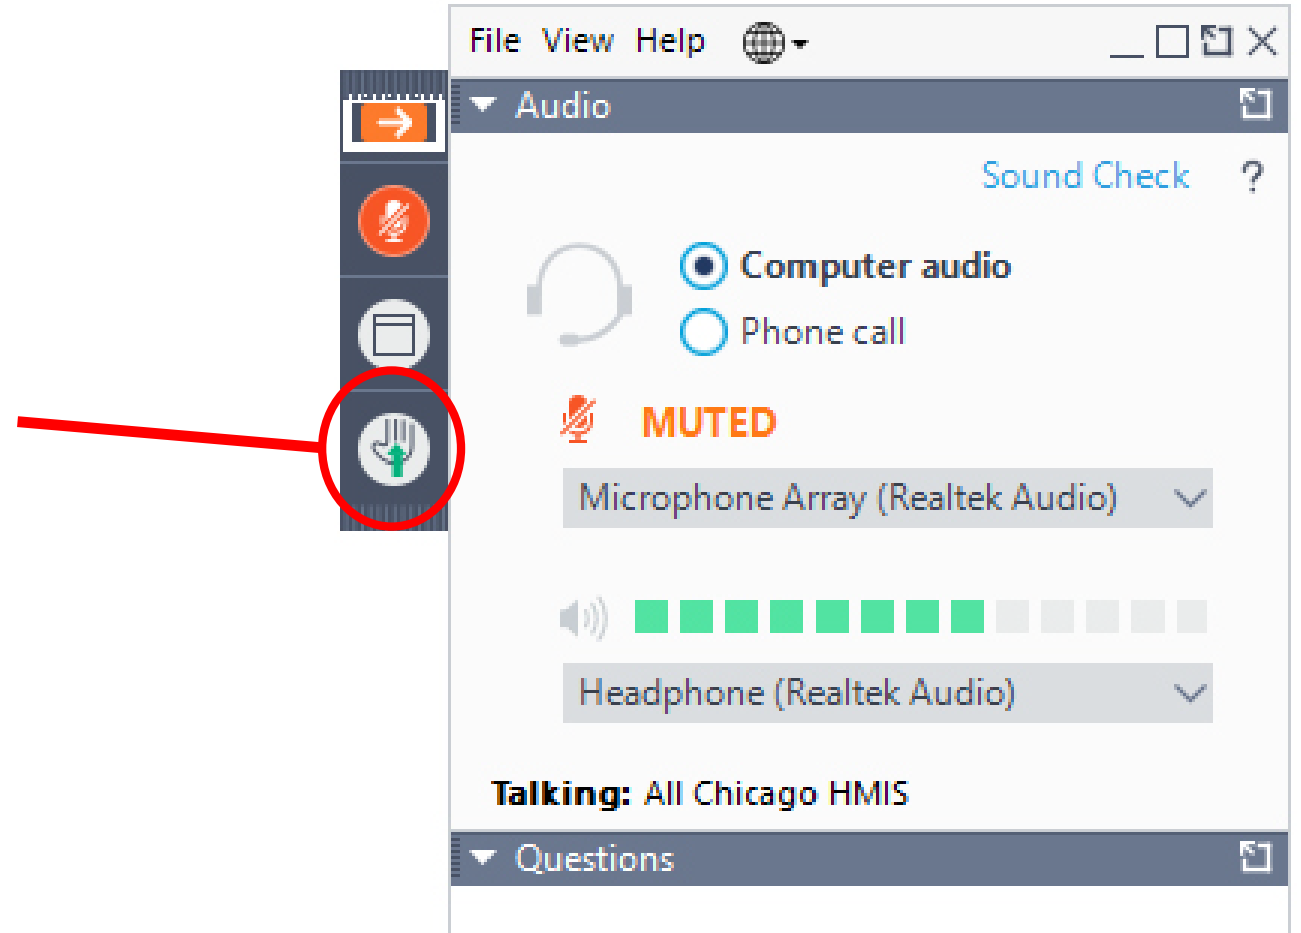 File View Help
Audio
Sound Check ?
Computer audio
Phone call
MUTED
Microphone Array (Realtek Audio)
Headphone (Realtek Audio)
Talking: All Chicago HMIS
Questions